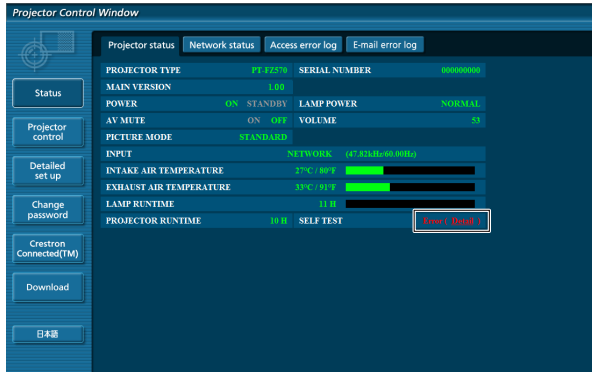 Projector Control Window
Projector status Network status Access error log E-mail error log
PROJECTOR TYPE PT-FZ570 SERIAL NUMBER 000000000
MAIN VERSION 1.00
POWER ON STANDBY LAMP POWER NORMAL
AV MUTE ON OFF VOLUME 53
PICTURE MODE STANDARD
INPUT NETWORK (47.82kHz/60.00Hz)
INTAKE AIR TEMPERATURE 27°C / 80°F
EXHAUST AIR TEMPERATURE 33°C / 91°F
LAMP RUNTIME 11 H
PROJECTOR RUNTIME 10 H SELF TEST Error ( Detail )
Status
Projector
control
Detailed
set up
Change
password
Crestron
Connected(TM)
Download
日本語